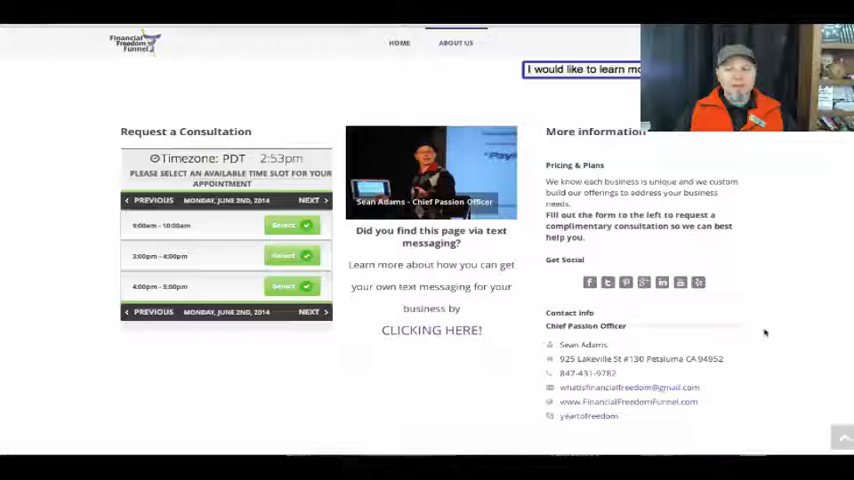 Financial
Freedom
Funnel
HOME
ABOUT US
I would like to learn mo
Request a Consultation
Timezone: PDT - 2:53pm
PLEASE SELECT AN AVAILABLE TIME SLOT FOR YOUR
APPOINTMENT
PREVIOUS MONDAY, JUNE 2ND, 2014 NEXT
9:00am - 10:00am Select
3:00pm - 4:00pm Select
4:00pm - 5:00pm Select
PREVIOUS MONDAY, JUNE 2ND, 2014 NEXT
Sean Adams - Chief Passion Officer
Did you find this page via text
messaging?
Learn more about how you can get
your own text messaging for your
business by
CLICKING HERE!
More information
Pricing & Plans
We know each business is unique and we custom
build our offerings to address your business
needs.
Fill out the form to the left to request a
complimentary consultation so we can best
help you.
Get Social
Contact info
Chief Passion Officer
Sean Adams
925 Lakeville St #130 Petaluma CA 94952
847-431-9782
whatisfinancialfreedom@gmail.com
www.FinancialFreedomFunnel.com
yeartofreedom